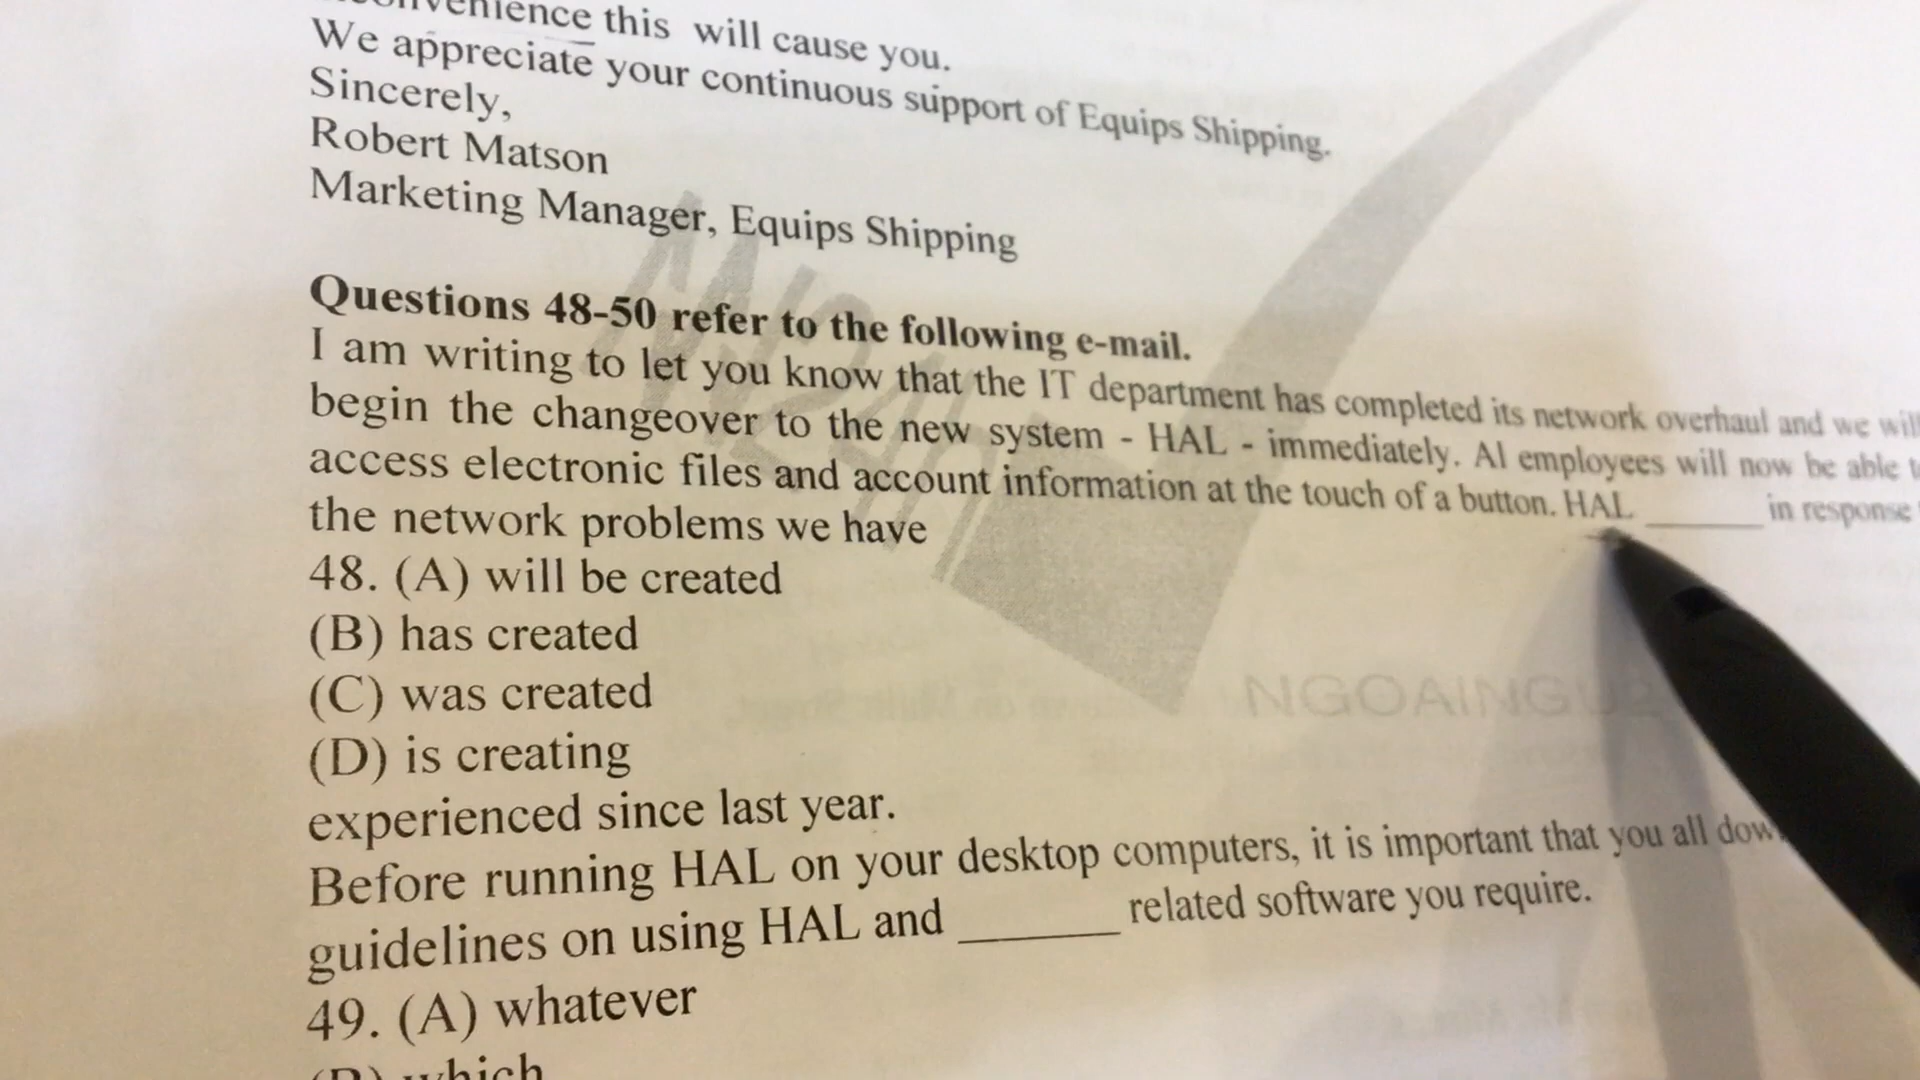 this will cause you.
We appreciate your continuous support of Equips Shipping.
Sincerely,
Robert Matson
Marketing Manager, Equips Shipping
Questions 48-50 refer to the following e-mail.
I am writing to let you know that the IT department has completed its network overhaul and we will
begin the changeover to the new system - HAL - immediately. Al employees will now be able
access electronic files and account information at the touch of a button. HAL ______ in response
the network problems we have
48. (A) will be created
(B) has created
(C) was created
(D) is creating
experienced since last year.
Before running HAL on your desktop computers, it is important that you all
guidelines on using HAL and ______ related software you require.
49. (A) whatever
(B) which
NGOAINGU2